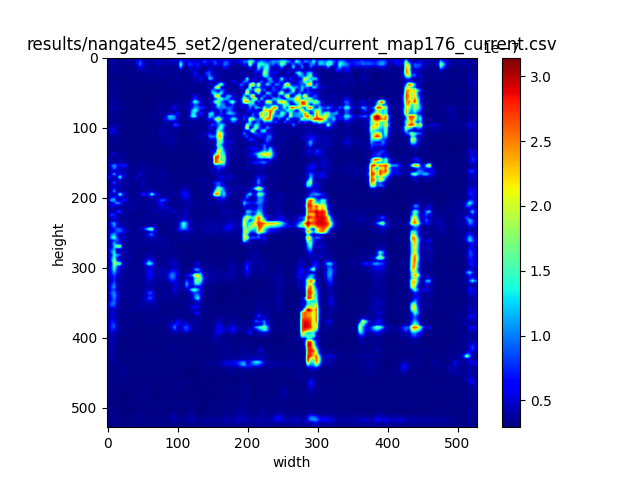 results/nangate45_set2/generated/current_map176_current.csv
1e−7
0
100
200
300
400
500
height
0 100 200 300 400 500
width
3.0
2.5
2.0
1.5
1.0
0.5